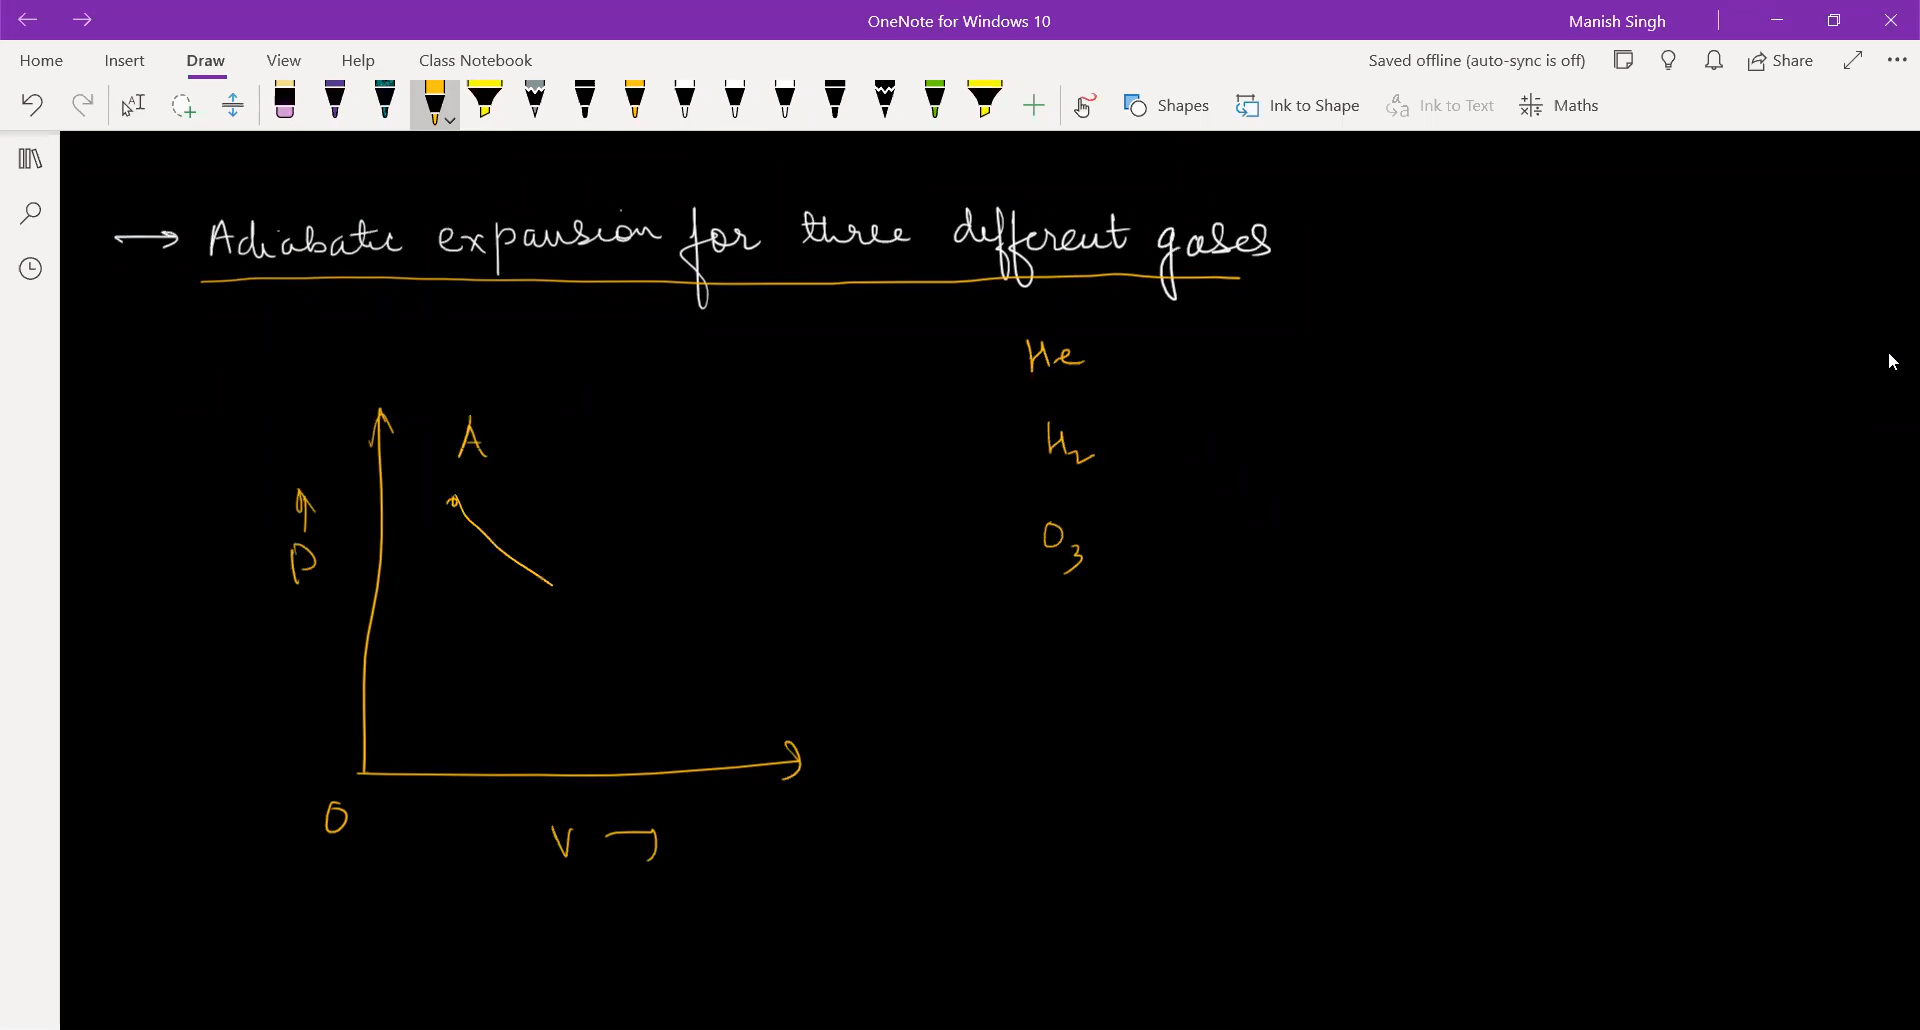 OneNote for Windows 10
Manish Singh
Home Insert Draw View Help Class Notebook
Saved offline (auto-sync is off) Share
Shapes Ink to Shape Ink to Text Maths
→ Adiabatic expansion for three different gases
He
A
H2
P
O3
O
V